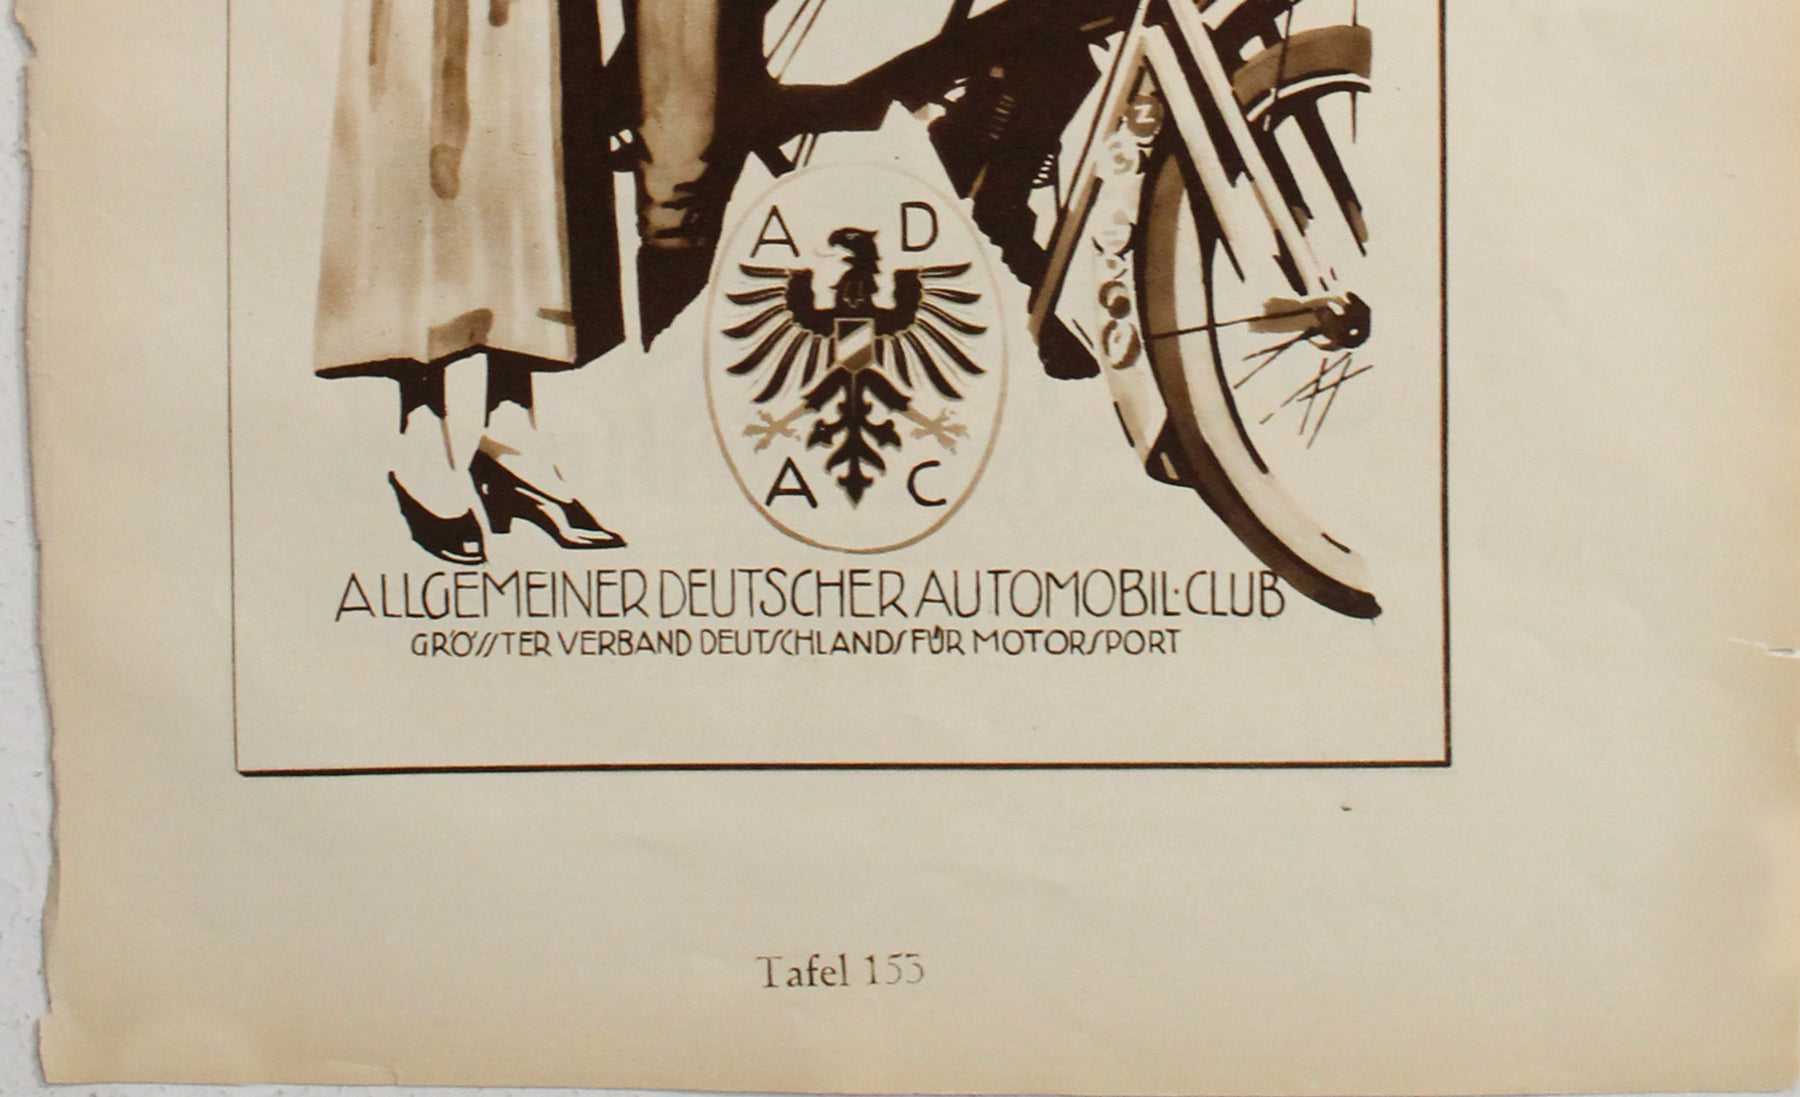 Z
A D
A C
ALLGEMEINER DEUTSCHER AUTOMOBIL·CLUB
GRÖSSTER VERBAND DEUTSCHLANDS FÜR MOTORSPORT
Tafel 153